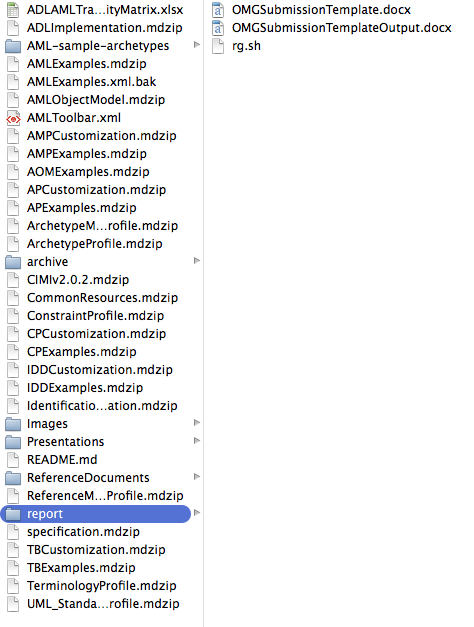 ADLAMLTra...ityMatrix.xlsx
ADLImplementation.mdzip
AML-sample-archetypes
AMLExamples.mdzip
AMLExamples.xml.bak
AMLObjectModel.mdzip
AMLToolbar.xml
AMPCustomization.mdzip
AMPExamples.mdzip
AOMExamples.mdzip
APCustomization.mdzip
APExamples.mdzip
ArchetypeM...rofile.mdzip
ArchetypeProfile.mdzip
archive
CIMIv2.0.2.mdzip
CommonResources.mdzip
ConstraintProfile.mdzip
CPCustomization.mdzip
CPExamples.mdzip
IDDCustomization.mdzip
IDDExamples.mdzip
Identificatio...ation.mdzip
Images
Presentations
README.md
ReferenceDocuments
ReferenceM...Profile.mdzip
report
specification.mdzip
TBCustomization.mdzip
TBExamples.mdzip
TerminologyProfile.mdzip
UML_Standa...rofile.mdzip
OMGSubmissionTemplate.docx
OMGSubmissionTemplateOutput.docx
rg.sh